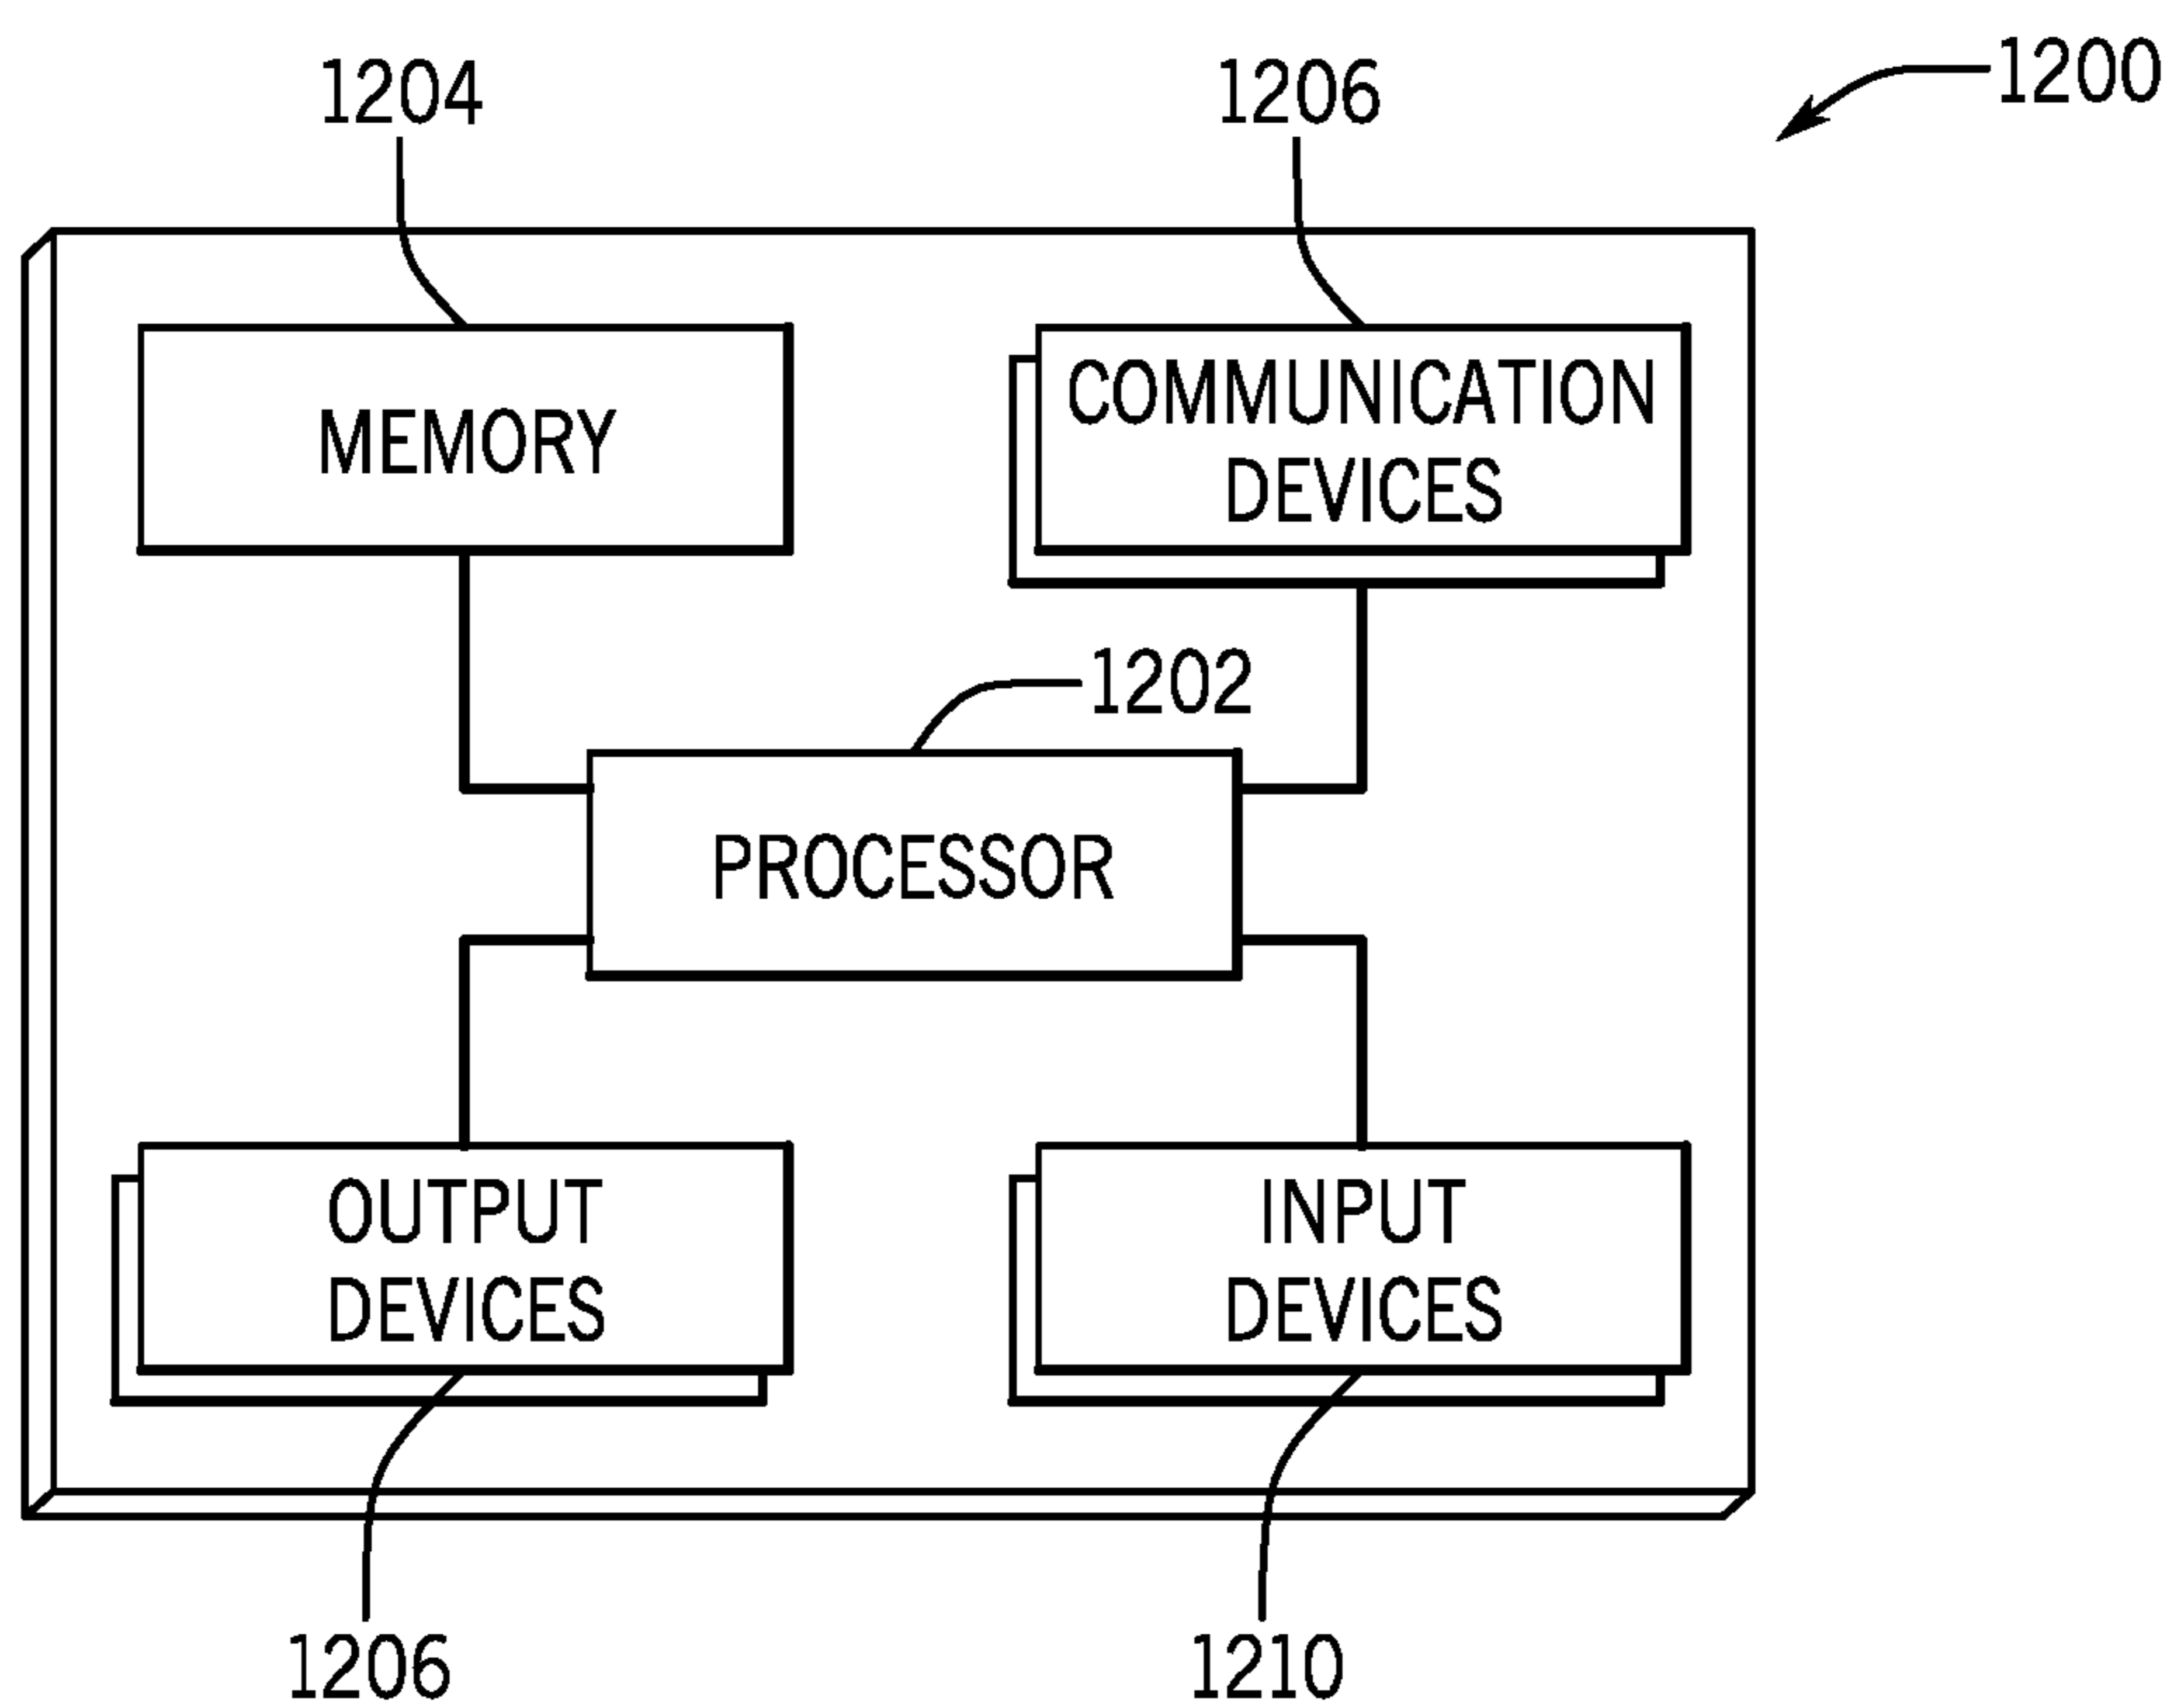 1200
1204
1206
MEMORY
COMMUNICATION
DEVICES
1202
PROCESSOR
OUTPUT
DEVICES
INPUT
DEVICES
1206
1210